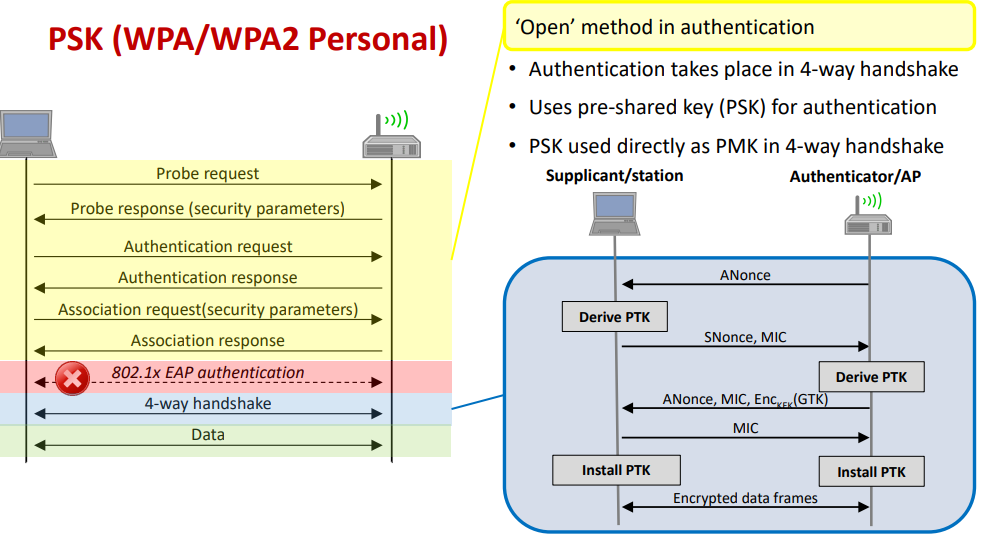 PSK (WPA/WPA2 Personal)
‘Open’ method in authentication
• Authentication takes place in 4-way handshake
• Uses pre-shared key (PSK) for authentication
• PSK used directly as PMK in 4-way handshake
Probe request
Probe response (security parameters)
Authentication request
Authentication response
Association request(security parameters)
Association response
802.1x EAP authentication
4-way handshake
Data
Supplicant/station
Authenticator/AP
ANonce
Derive PTK
SNonce, MIC
Derive PTK
ANonce, MIC, EncKEK(GTK)
MIC
Install PTK
Install PTK
Encrypted data frames